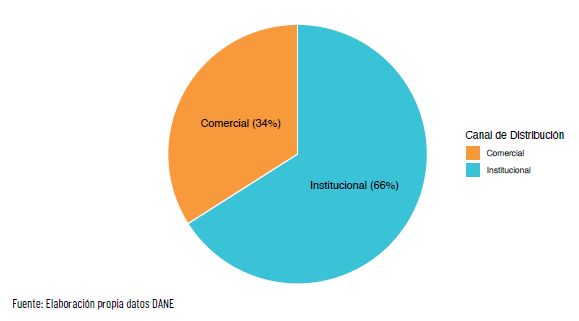 Comercial (34%)
Institucional (66%)
Canal de Distribución
Comercial
Institucional
Fuente: Elaboración propia datos DANE